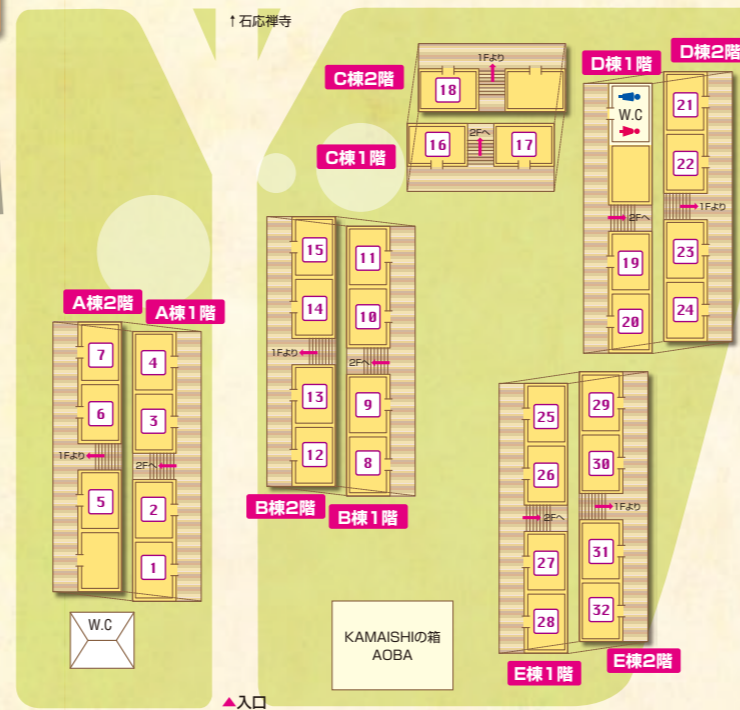 ↑石応禅寺
C棟2階
1Fより
18
C棟1階
16
2Fへ
17
D棟1階
D棟2階
W.C
21
22
2Fへ
1Fより
19
23
20
24
A棟2階
A棟1階
7
4
6
3
1Fより
2Fへ
5
2
1
W.C
15
11
14
10
1Fより
2Fへ
13
9
12
8
B棟2階
B棟1階
25
29
26
30
2Fへ
1Fより
27
31
28
32
E棟1階
E棟2階
KAMAISHIの箱
AOBA
▲入口